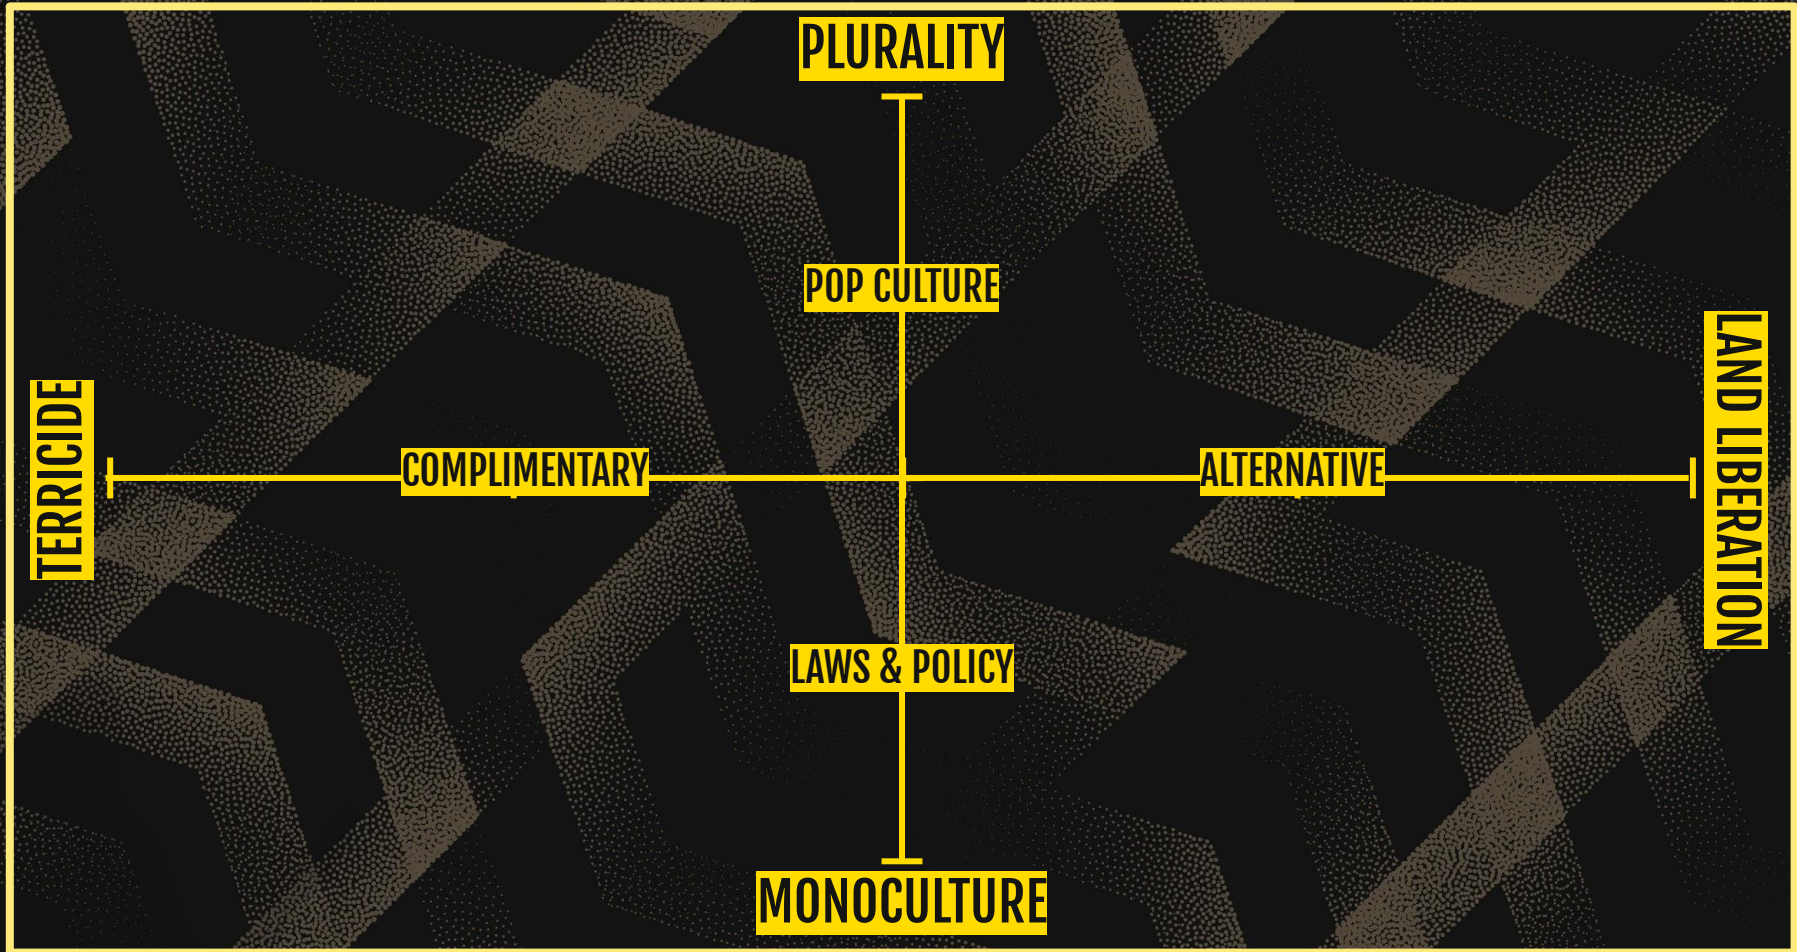 PLURALITY
POP CULTURE
TERRICIDE
COMPLIMENTARY
ALTERNATIVE
LAND LIBERATION
LAWS & POLICY
MONOCULTURE